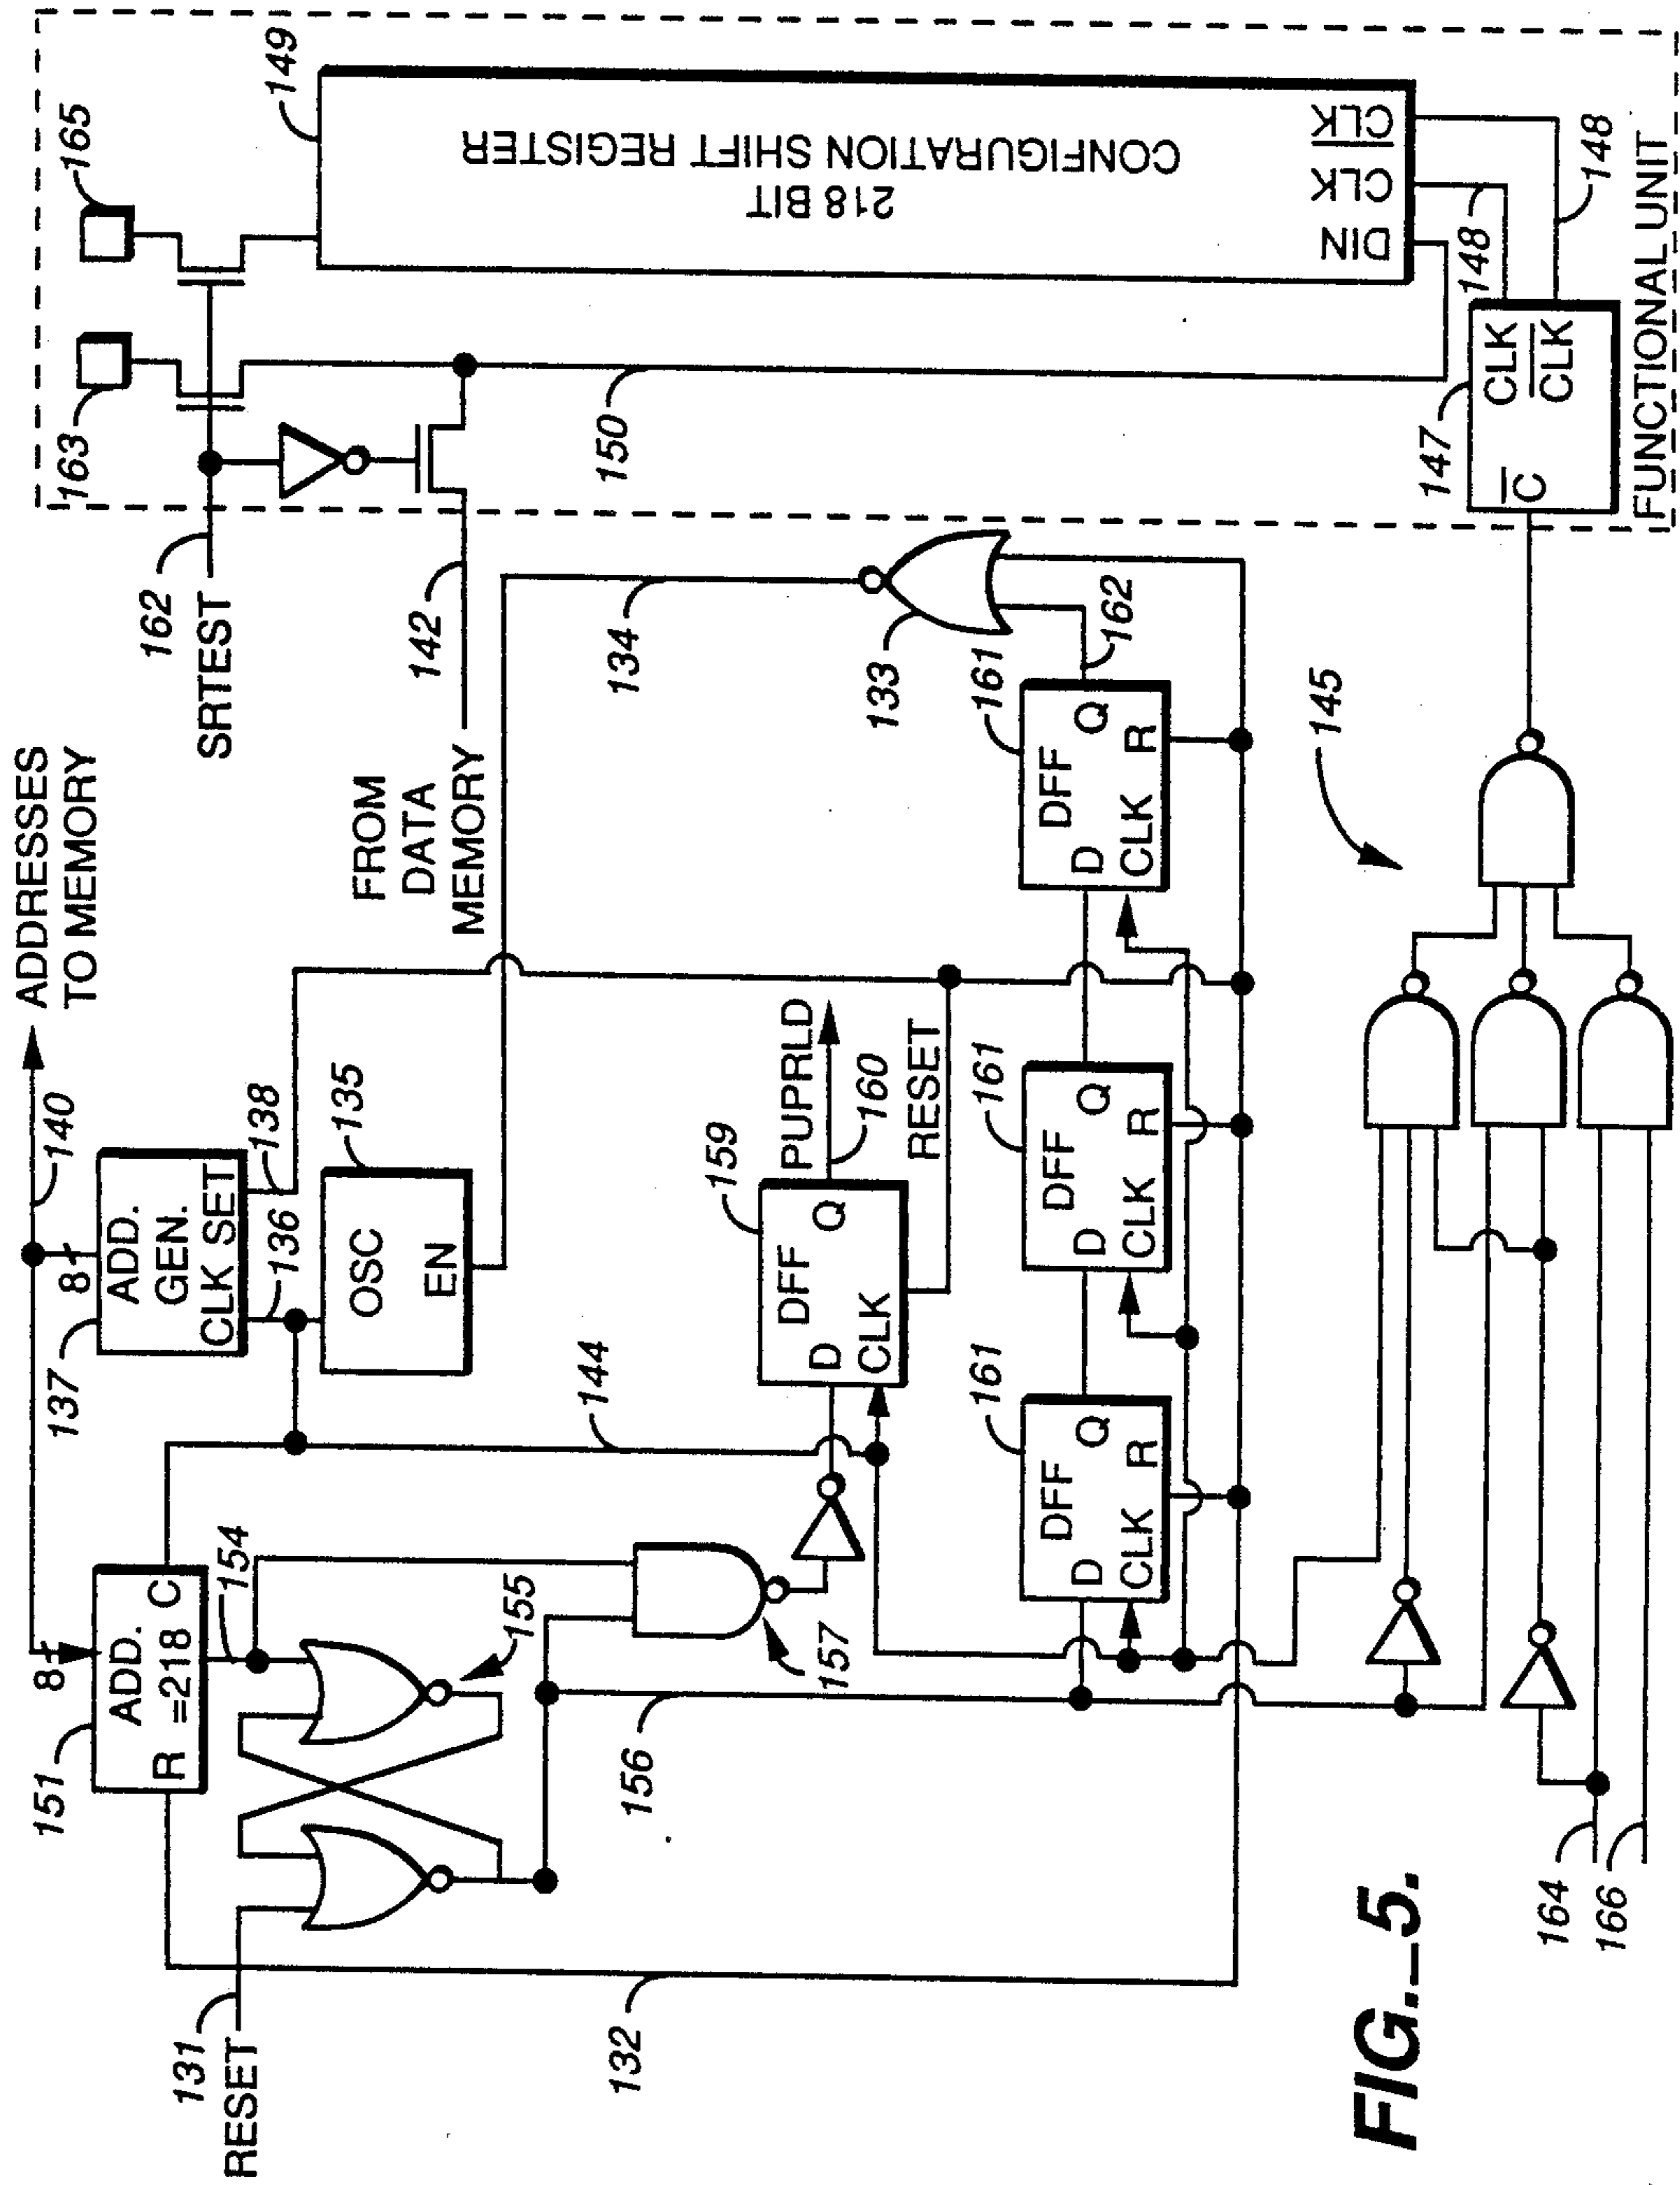 ADDRESSES
TO MEMORY
140
8
137
ADD.
GEN.
CLK SET
136
138
135
OSC
EN
151
8
ADD.
=218
R
C
154
155
131
RESET
132
144
157
156
159
DFF
D
Q
CLK
PUPRLD
160
RESET
161
DFF
D
Q
CLK
R
161
DFF
D
Q
CLK
R
161
DFF
D
Q
CLK
R
162
133
134
162
SRTEST
142
FROM
DATA
MEMORY
163
165
149
218 BIT
CONFIGURATION SHIFT REGISTER
DIN
CLK
C̅L̅K̅
150
148
148
147
C̅
CLK
C̅L̅K̅
FUNCTIONAL UNIT
145
164
166
FIG._5.